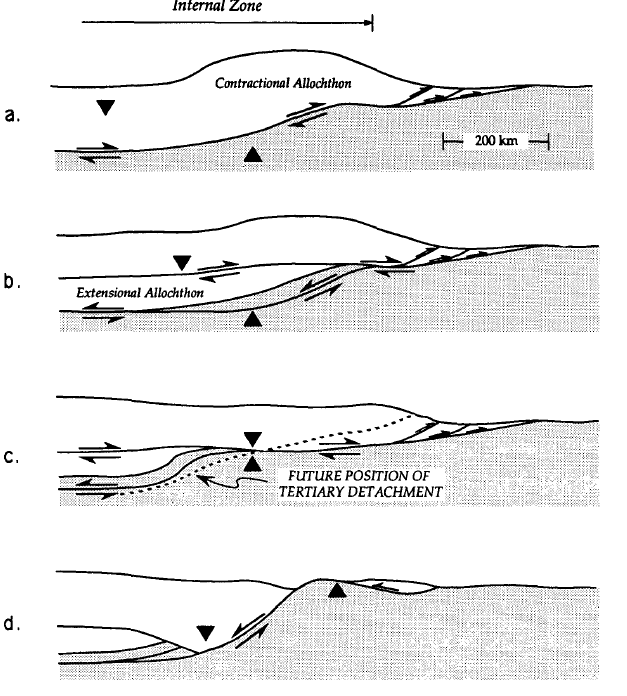 Internal Zone
Contractional Allochthon
a.
200 km
b.
Extensional Allochthon
c.
FUTURE POSITION OF
TERTIARY DETACHMENT
d.